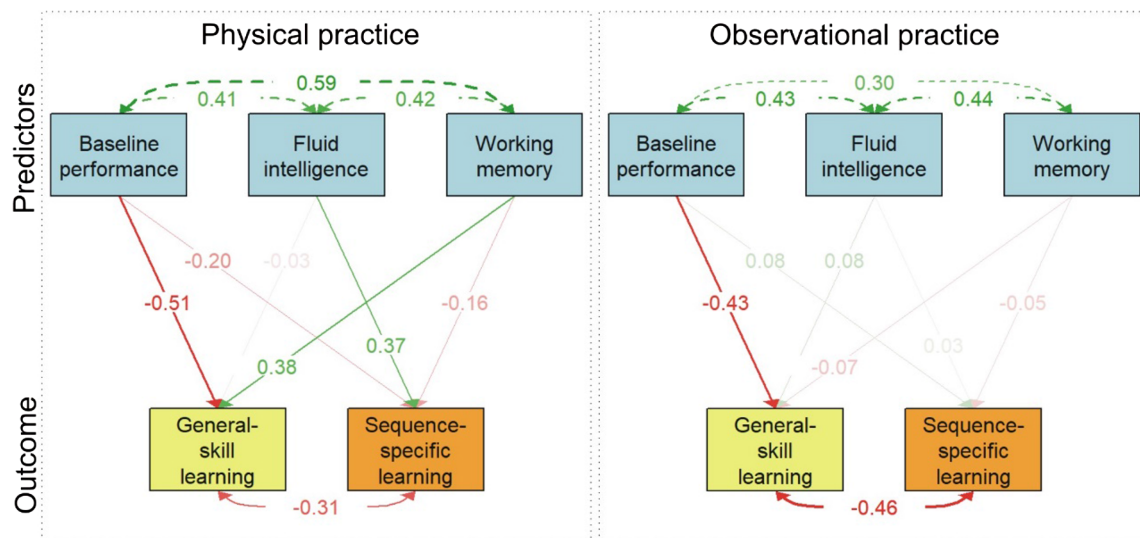 Physical practice
Observational practice
Predictors
Outcome
0.59
0.41
0.42
Baseline
performance
Fluid
intelligence
Working
memory
-0.20
-0.03
-0.51
-0.16
0.37
0.38
General-
skill
learning
Sequence-
specific
learning
-0.31
0.30
0.43
0.44
Baseline
performance
Fluid
intelligence
Working
memory
0.08
0.08
-0.43
-0.05
0.03
-0.07
General-
skill
learning
Sequence-
specific
learning
-0.46